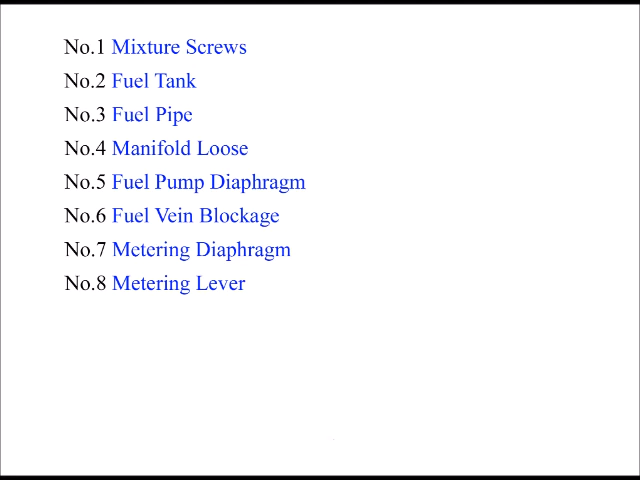 No.1 Mixture Screws
No.2 Fuel Tank
No.3 Fuel Pipe
No.4 Manifold Loose
No.5 Fuel Pump Diaphragm
No.6 Fuel Vein Blockage
No.7 Metering Diaphragm
No.8 Metering Lever